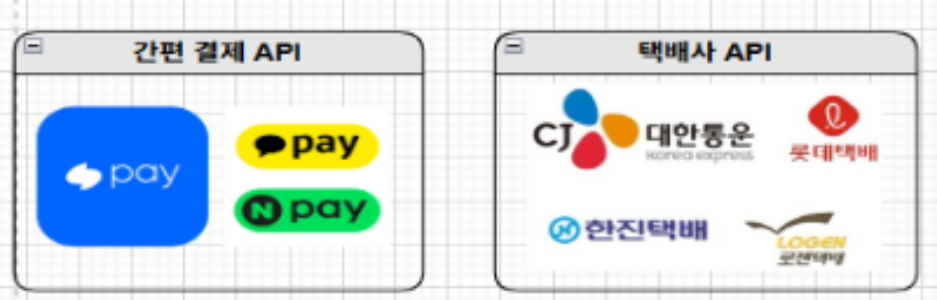 간편 결제 API
pay
pay
N pay
택배사 API
CJ 대한통운
korea express
롯데택배
한진택배
LOGEN
로젠택배